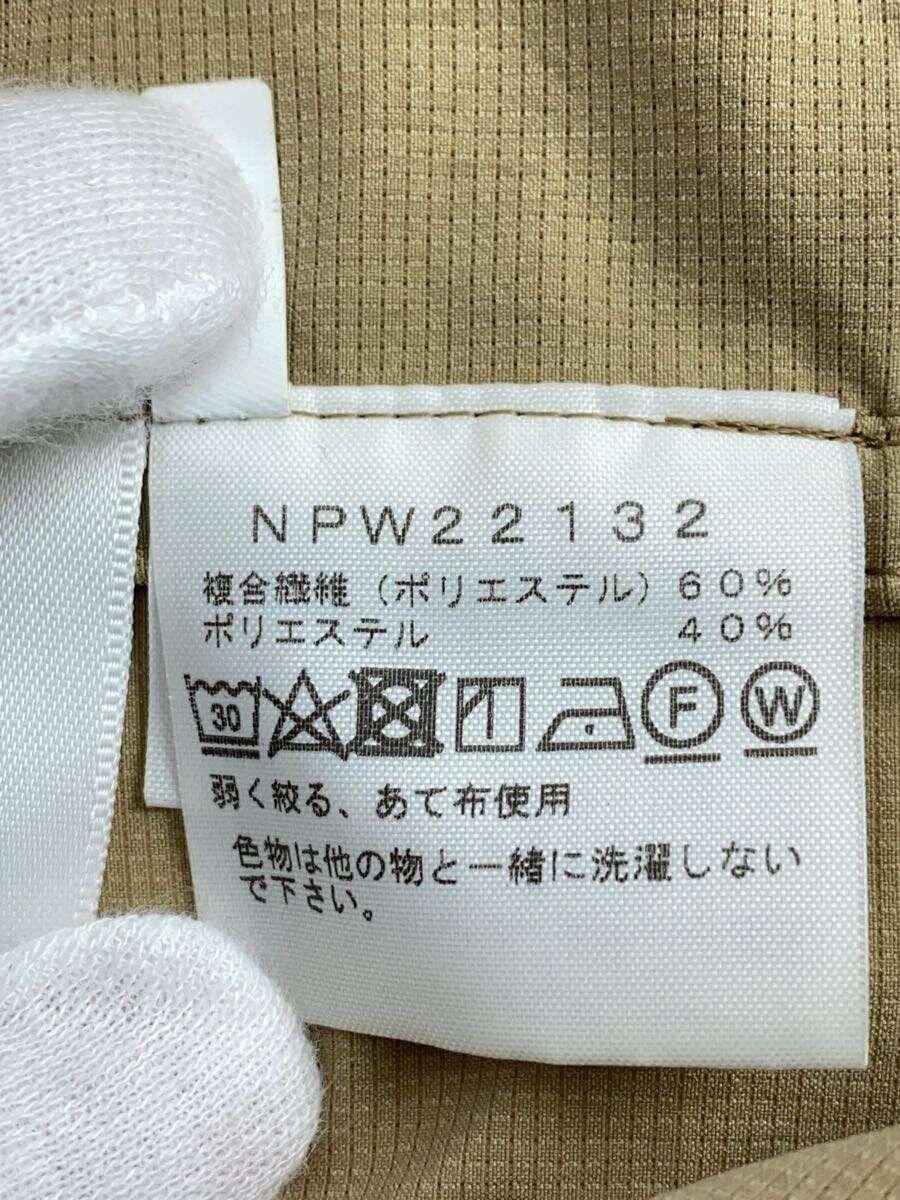 NPW22132
複合繊維(ポリエステル)60%
ポリエステル 40%
30 F W
弱く絞る、あて布使用
色物は他の物と一緒に洗濯しない
で下さい。